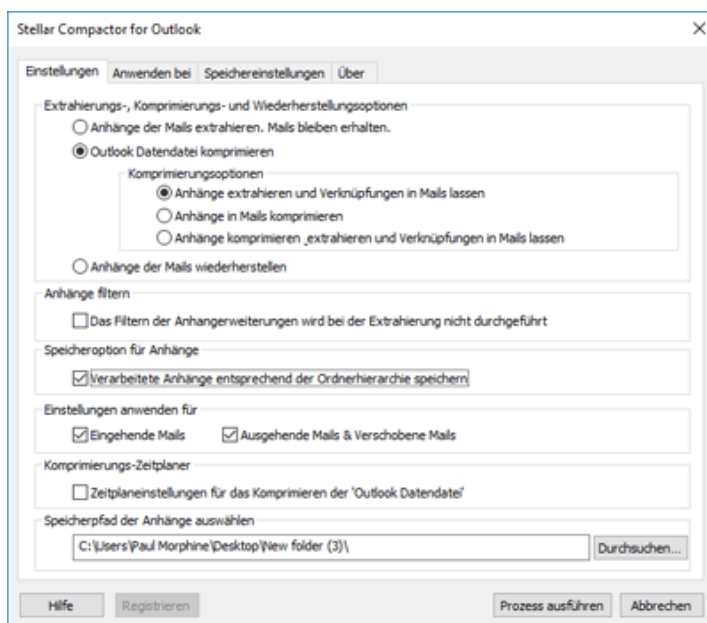 Stellar Compactor for Outlook
Einstellungen Anwenden bei Speichereinstellungen Über
Extrahierungs-, Komprimierungs- und Wiederherstellungsoptionen
Anhänge der Mails extrahieren. Mails bleiben erhalten.
Outlook Datendatei komprimieren
Komprimierungsoptionen
Anhänge extrahieren und Verknüpfungen in Mails lassen
Anhänge in Mails komprimieren
Anhänge komprimieren ,extrahieren und Verknüpfungen in Mails lassen
Anhänge der Mails wiederherstellen
Anhänge filtern
Das Filtern der Anhangerweiterungen wird bei der Extrahierung nicht durchgeführt
Speicheroption für Anhänge
Verarbeitete Anhänge entsprechend der Ordnerhierarchie speichern
Einstellungen anwenden für
Eingehende Mails Ausgehende Mails & Verschobene Mails
Komprimierungs-Zeitplaner
Zeitplaneinstellungen für das Komprimieren der 'Outlook Datendatei'
Speicherpfad der Anhänge auswählen
C:\Users\Paul Morphine\Desktop\New folder (3)\ Durchsuchen...
Hilfe Registrieren Prozess ausführen Abbrechen